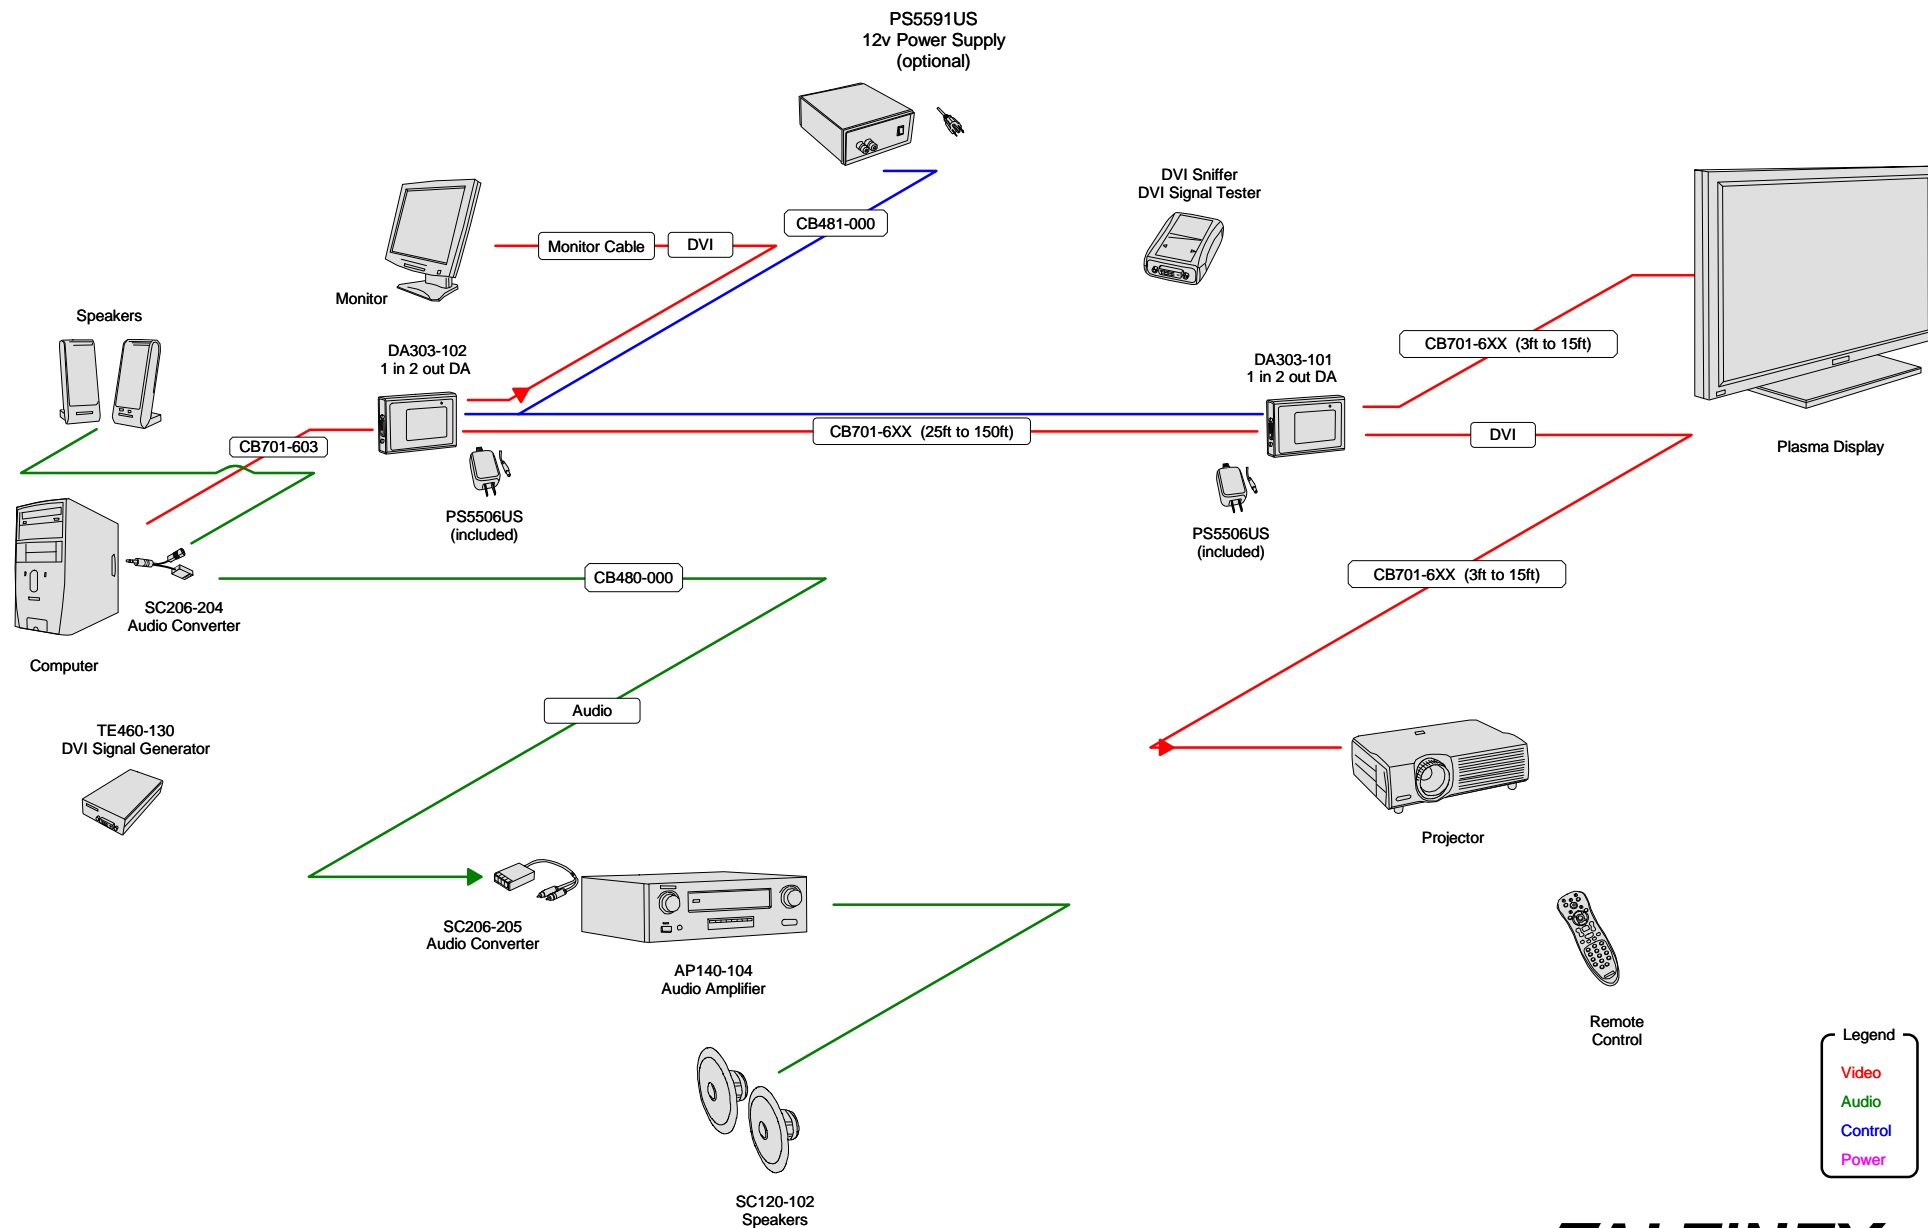 PS5591US
12v Power Supply
(optional)
DVI Sniffer
DVI Signal Tester
CB481-000
Monitor Cable
DVI
Monitor
Speakers
DA303-102
1 in 2 out DA
DA303-101
1 in 2 out DA
CB701-6XX (3ft to 15ft)
CB701-603
CB701-6XX (25ft to 150ft)
DVI
Plasma Display
PS5506US
(included)
PS5506US
(included)
CB480-000
CB701-6XX (3ft to 15ft)
SC206-204
Audio Converter
Computer
Audio
TE460-130
DVI Signal Generator
Projector
SC206-205
Audio Converter
AP140-104
Audio Amplifier
Remote
Control
Legend
Video
Audio
Control
Power
SC120-102
Speakers